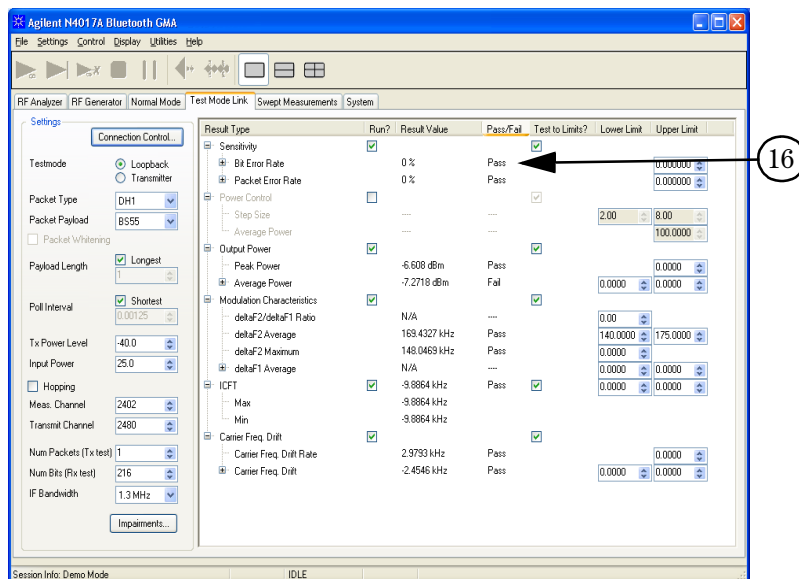 Agilent N4017A Bluetooth GMA
File Settings Control Display Utilities Help
RF Analyzer RF Generator Normal Mode Test Mode Link Swept Measurements System
Settings
Connection Control...
Testmode Loopback
Transmitter
Packet Type DH1
Packet Payload BS55
Packet Whitening
Payload Length Longest
1
Poll Interval Shortest
0.00125
Tx Power Level -40.0
Input Power 25.0
Hopping
Meas. Channel 2402
Transmit Channel 2480
Num Packets (Tx test) 1
Num Bits (Rx test) 216
IF Bandwidth 1.3 MHz
Impairments...
Result Type Run? Result Value Pass/Fail Test to Limits? Lower Limit Upper Limit
Sensitivity
Bit Error Rate 0 % Pass 0.000000
Packet Error Rate 0 % Pass 0.000000
Power Control
Step Size ---- ---- 2.00 8.00
Average Power ---- ---- 100.0000
Output Power
Peak Power -6.608 dBm Pass 0.0000
Average Power -7.2718 dBm Fail 0.0000 0.0000
Modulation Characteristics
deltaF2/deltaF1 Ratio N/A ---- 0.00
deltaF2 Average 169.4327 kHz Pass 140.0000 175.0000
deltaF2 Maximum 148.0469 kHz Pass 0.0000
deltaF1 Average N/A ---- 0.0000 0.0000
ICFT -9.8864 kHz Pass 0.0000 0.0000
Max -9.8864 kHz
Min -9.8864 kHz
Carrier Freq. Drift
Carrier Freq. Drift Rate 2.9793 kHz Pass 0.0000
Carrier Freq. Drift -2.4546 kHz Pass 0.0000 0.0000
16
Session Info: Demo Mode IDLE